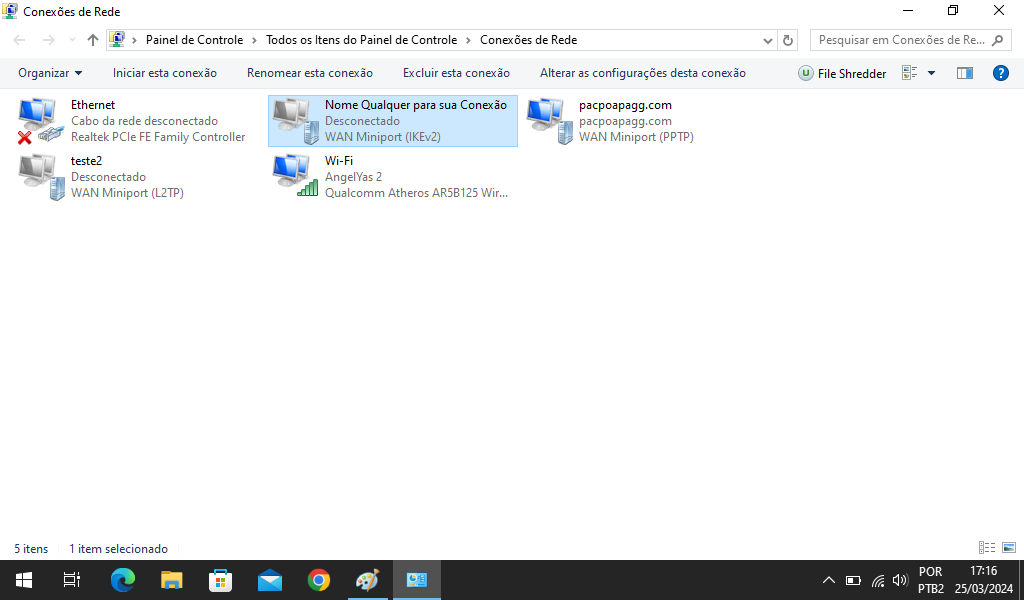 Conexões de Rede
Painel de Controle > Todos os Itens do Painel de Controle > Conexões de Rede
Pesquisar em Conexões de Re...
Organizar
Iniciar esta conexão
Renomear esta conexão
Excluir esta conexão
Alterar as configurações desta conexão
U File Shredder
?
Ethernet
Cabo da rede desconectado
Realtek PCIe FE Family Controller
Nome Qualquer para sua Conexão
Desconectado
WAN Miniport (IKEv2)
pacpoapagg.com
pacpoapagg.com
WAN Miniport (PPTP)
teste2
Desconectado
WAN Miniport (L2TP)
Wi-Fi
AngelYas 2
Qualcomm Atheros AR5B125 Wir...
5 itens
1 item selecionado
POR
PTB2
17:16
25/03/2024